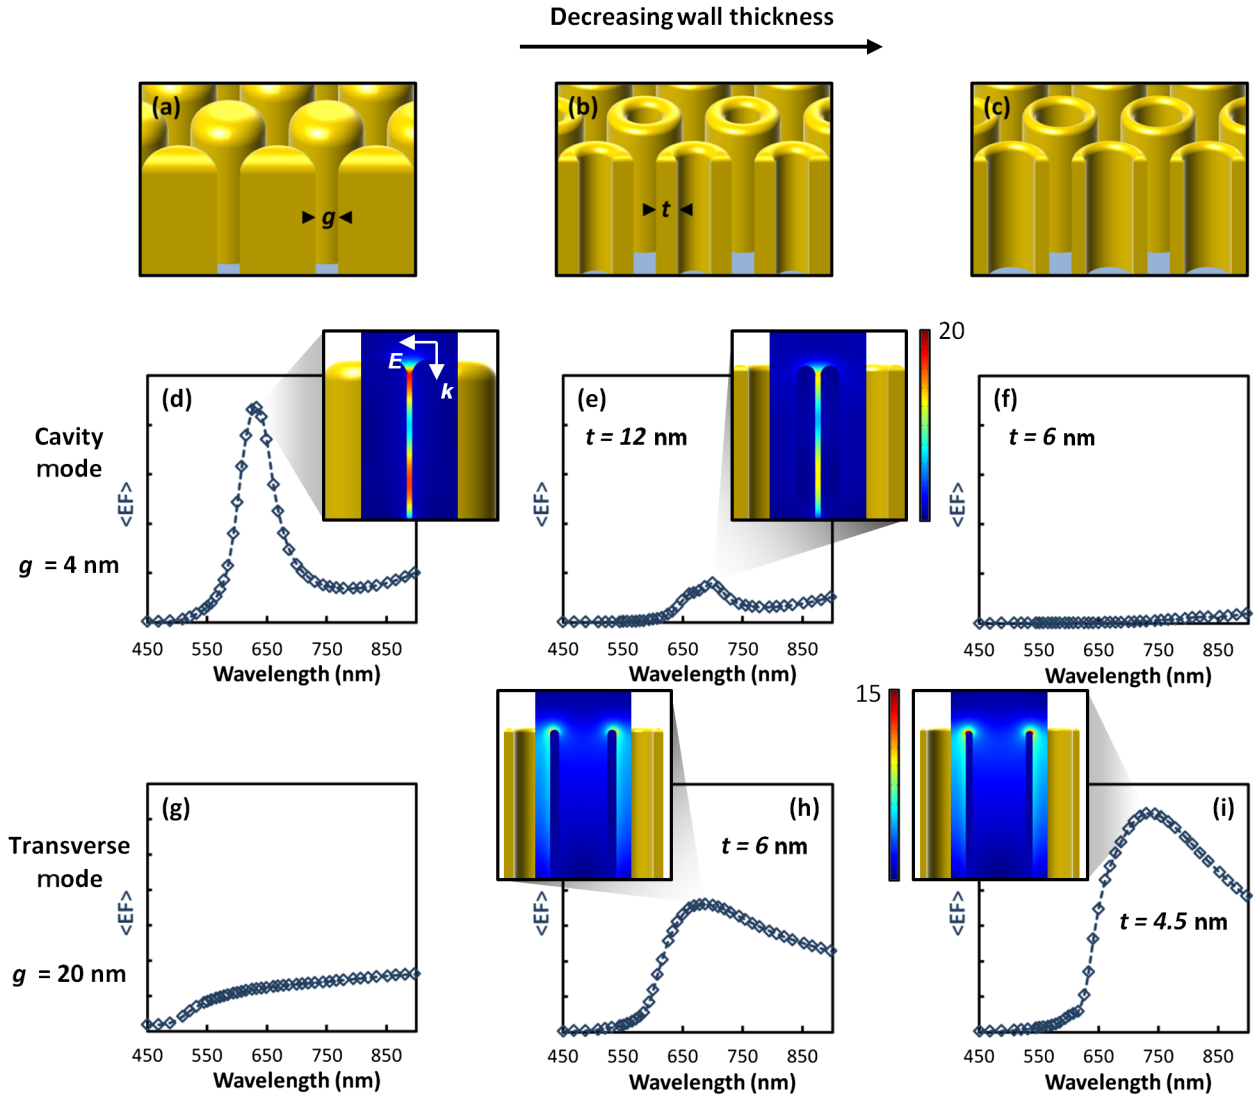 Decreasing wall thickness
(a)
g
(b)
t
(c)
E
k
20
(d)
(e)
t = 12 nm
(f)
t = 6 nm
Cavity
mode
g = 4 nm
<EF>
<EF>
<EF>
450 550 650 750 850
450 550 650 750 850
450 550 650 750 850
Wavelength (nm)
Wavelength (nm)
Wavelength (nm)
15
(g)
(h)
t = 6 nm
(i)
t = 4.5 nm
Transverse
mode
g = 20 nm
<EF>
<EF>
<EF>
450 550 650 750 850
450 550 650 750 850
450 550 650 750 850
Wavelength (nm)
Wavelength (nm)
Wavelength (nm)